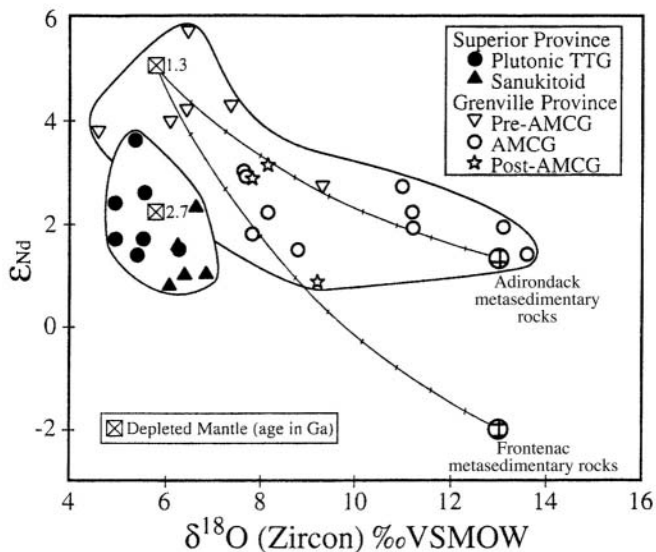 6
4
2
0
-2
εNd
1.3
2.7
Superior Province
Plutonic TTG
Sanukitoid
Grenville Province
Pre-AMCG
AMCG
Post-AMCG
Adirondack
metasedimentary
rocks
Depleted Mantle (age in Ga)
Frontenac
metasedimentary rocks
4 6 8 10 12 14 16
δ¹⁸O (Zircon) ‰VSMOW